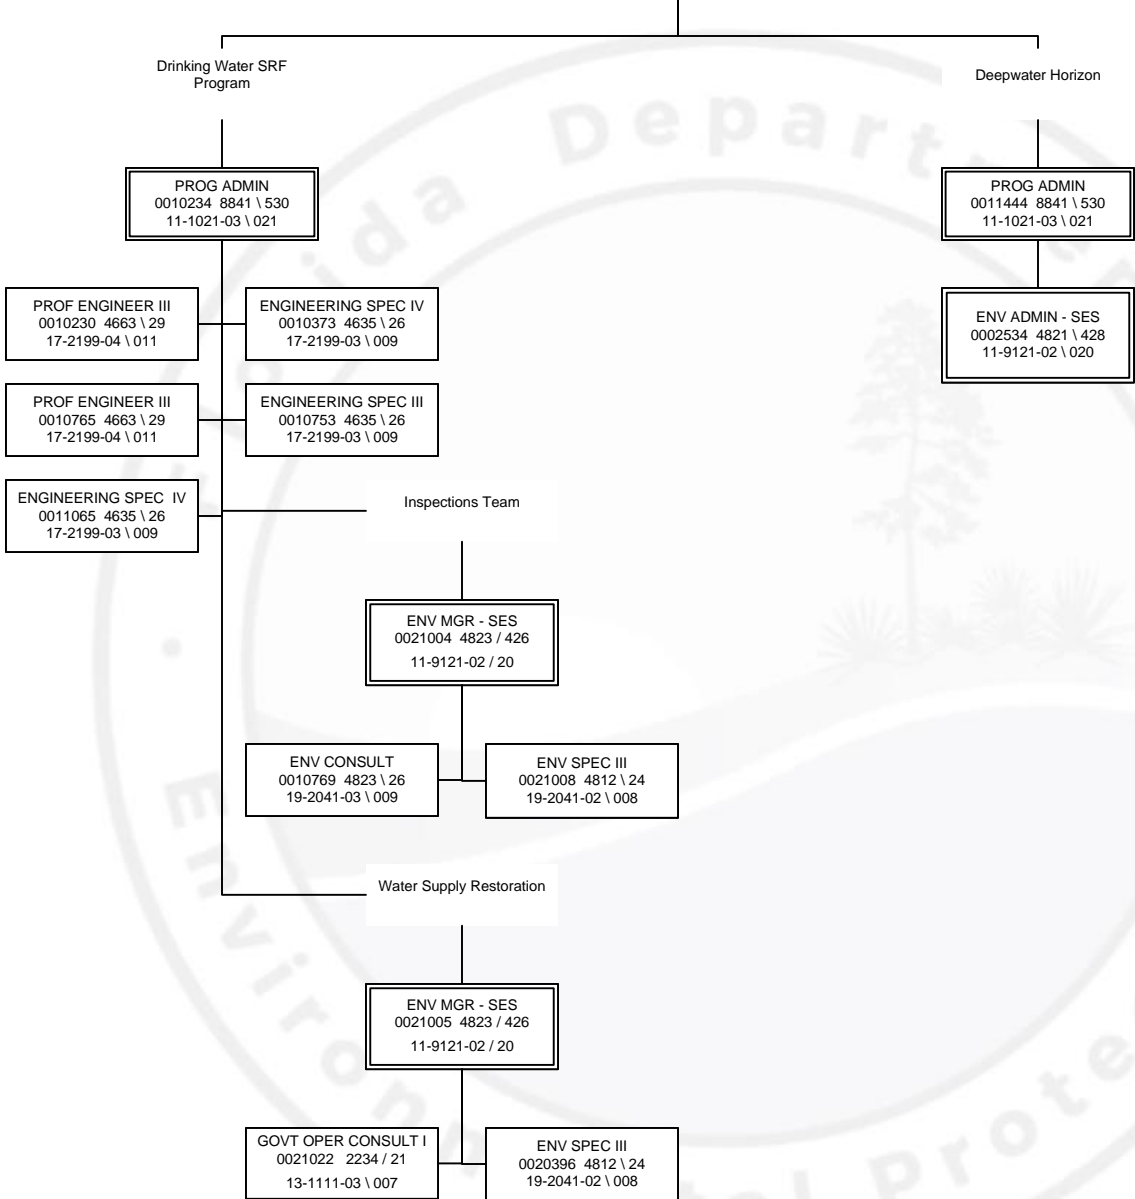 Drinking Water SRF
Program
Deepwater Horizon
PROG ADMIN
0010234 8841 \ 530
11-1021-03 \ 021
PROG ADMIN
0011444 8841 \ 530
11-1021-03 \ 021
PROF ENGINEER III
0010230 4663 \ 29
17-2199-04 \ 011
ENGINEERING SPEC IV
0010373 4635 \ 26
17-2199-03 \ 009
ENV ADMIN - SES
0002534 4821 \ 428
11-9121-02 \ 020
PROF ENGINEER III
0010765 4663 \ 29
17-2199-04 \ 011
ENGINEERING SPEC III
0010753 4635 \ 26
17-2199-03 \ 009
ENGINEERING SPEC IV
0011065 4635 \ 26
17-2199-03 \ 009
Inspections Team
ENV MGR - SES
0021004 4823 / 426
11-9121-02 / 20
ENV CONSULT
0010769 4823 \ 26
19-2041-03 \ 009
ENV SPEC III
0021008 4812 \ 24
19-2041-02 \ 008
Water Supply Restoration
ENV MGR - SES
0021005 4823 / 426
11-9121-02 / 20
GOVT OPER CONSULT I
0021022 2234 / 21
13-1111-03 \ 007
ENV SPEC III
0020396 4812 \ 24
19-2041-02 \ 008